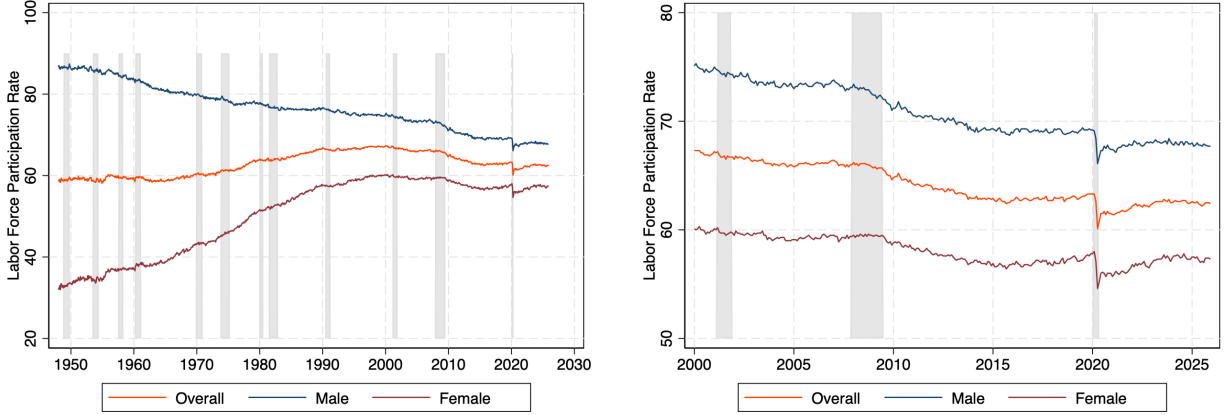 Labor Force Participation Rate
100
80
60
40
20
1950 1960 1970 1980 1990 2000 2010 2020 2030
Overall Male Female
Labor Force Participation Rate
80
70
60
50
2000 2005 2010 2015 2020 2025
Overall Male Female